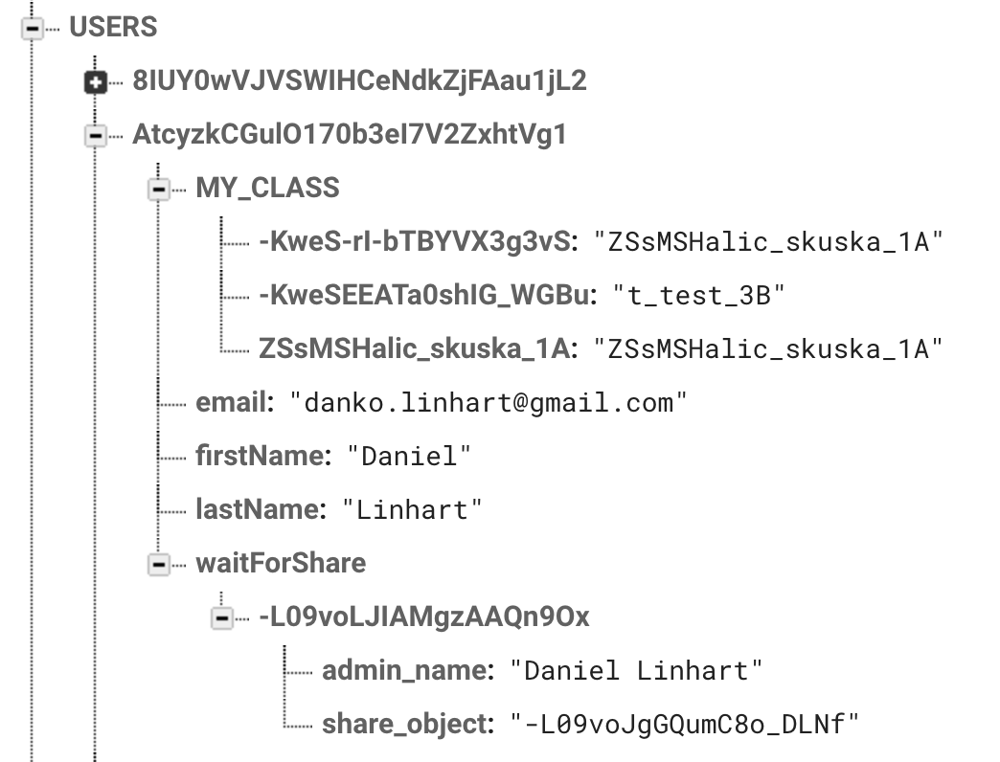 USERS
8IUY0wVJVSWIHCeNdkZjFAau1jL2
AtcyzkCGulO170b3eI7V2ZxhtVg1
MY_CLASS
-KweS-rI-bTBYVX3g3vS: "ZSsMSHalic_skuska_1A"
-KweSEEATa0shIG_WGBu: "t_test_3B"
ZSsMSHalic_skuska_1A: "ZSsMSHalic_skuska_1A"
email: "danko.linhart@gmail.com"
firstName: "Daniel"
lastName: "Linhart"
waitForShare
-L09voLJIAMgzAAQn9Ox
admin_name: "Daniel Linhart"
share_object: "-L09voJgGQumC8o_DLNf"